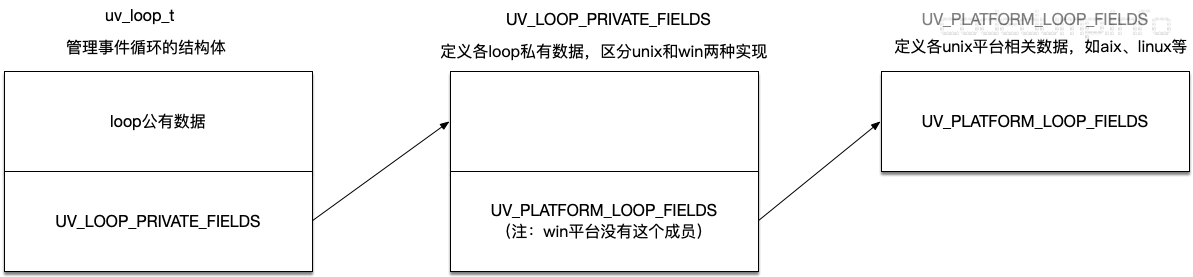 uv_loop_t
管理事件循环的结构体
loop公有数据
UV_LOOP_PRIVATE_FIELDS
UV_LOOP_PRIVATE_FIELDS
定义各loop私有数据，区分unix和win两种实现
UV_PLATFORM_LOOP_FIELDS
（注：win平台没有这个成员）
UV_PLATFORM_LOOP_FIELDS
定义各unix平台相关数据，如aix、linux等
UV_PLATFORM_LOOP_FIELDS